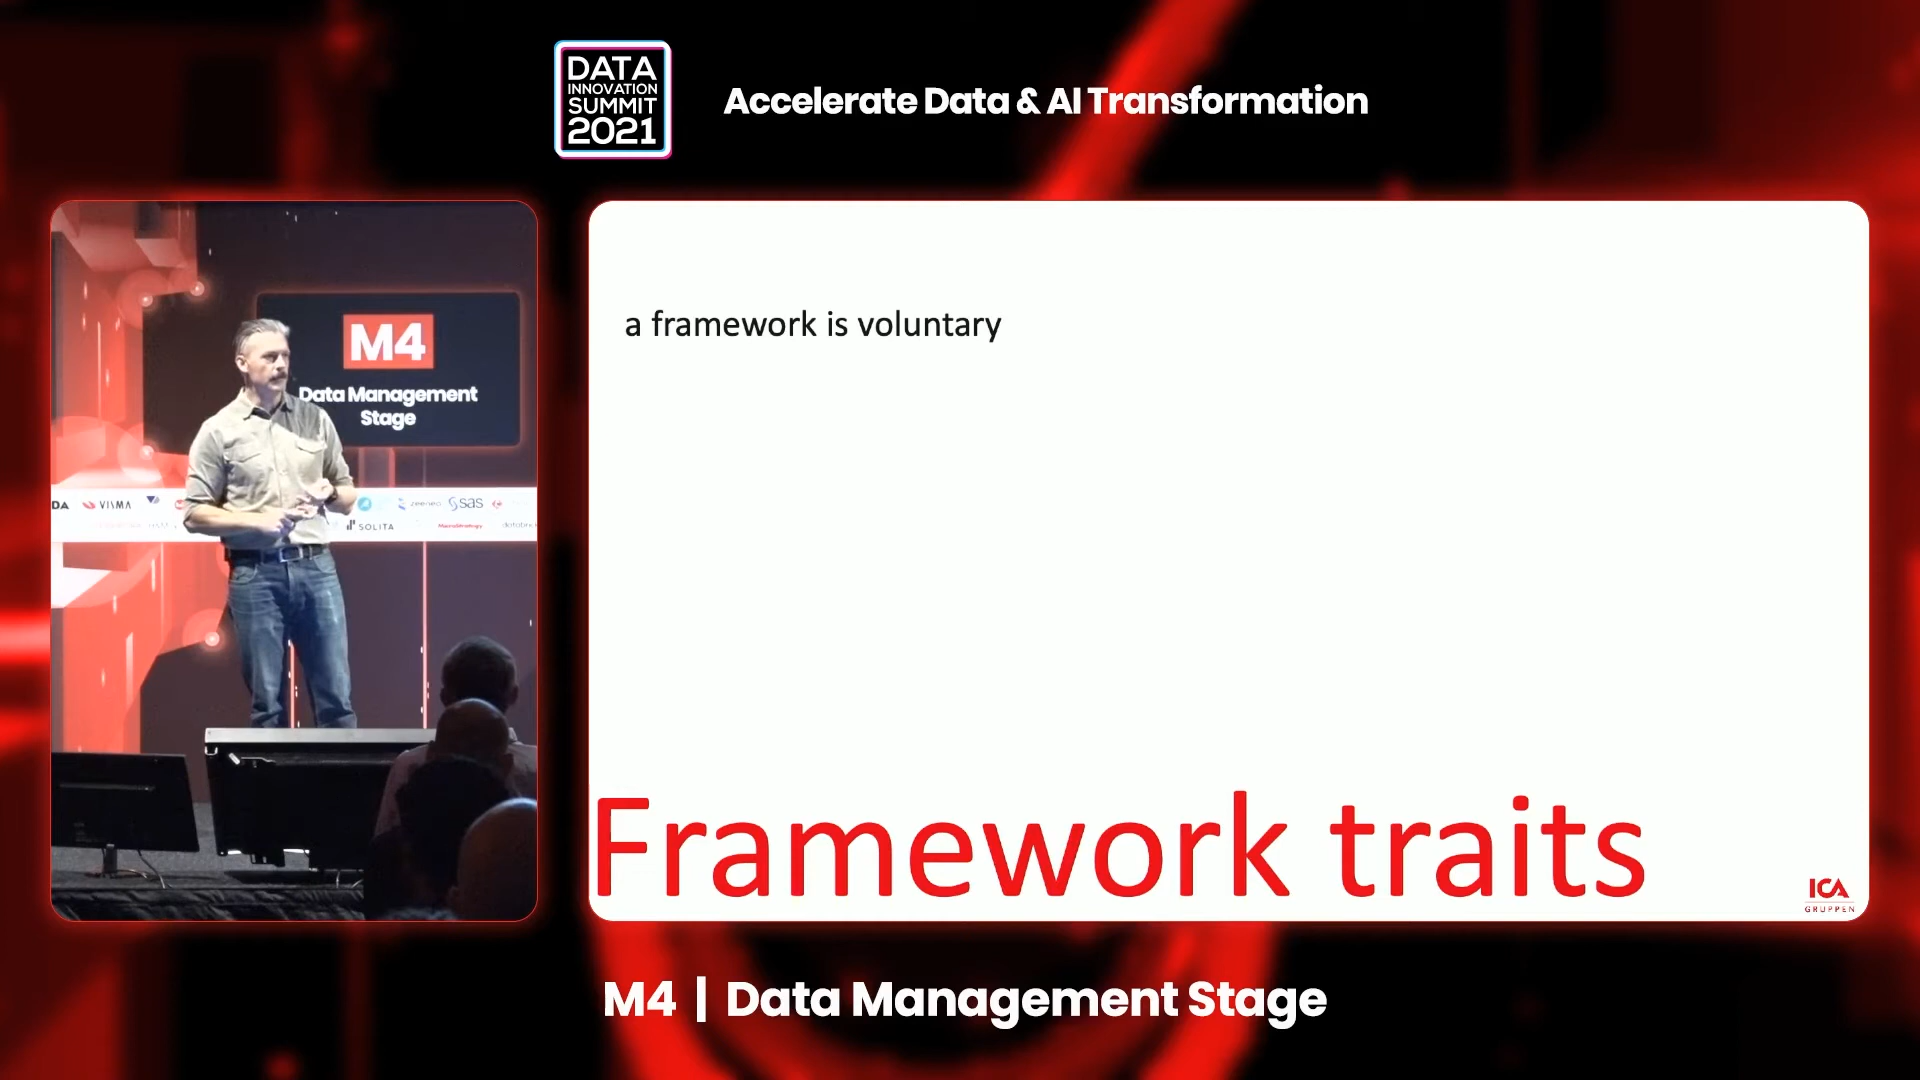 DATA
INNOVATION
SUMMIT
2021
Accelerate Data & AI Transformation
M4
Data Management
Stage
VISMA
sas
SOLITA
a framework is voluntary
Framework traits
ICA
GRUPPEN
M4 | Data Management Stage